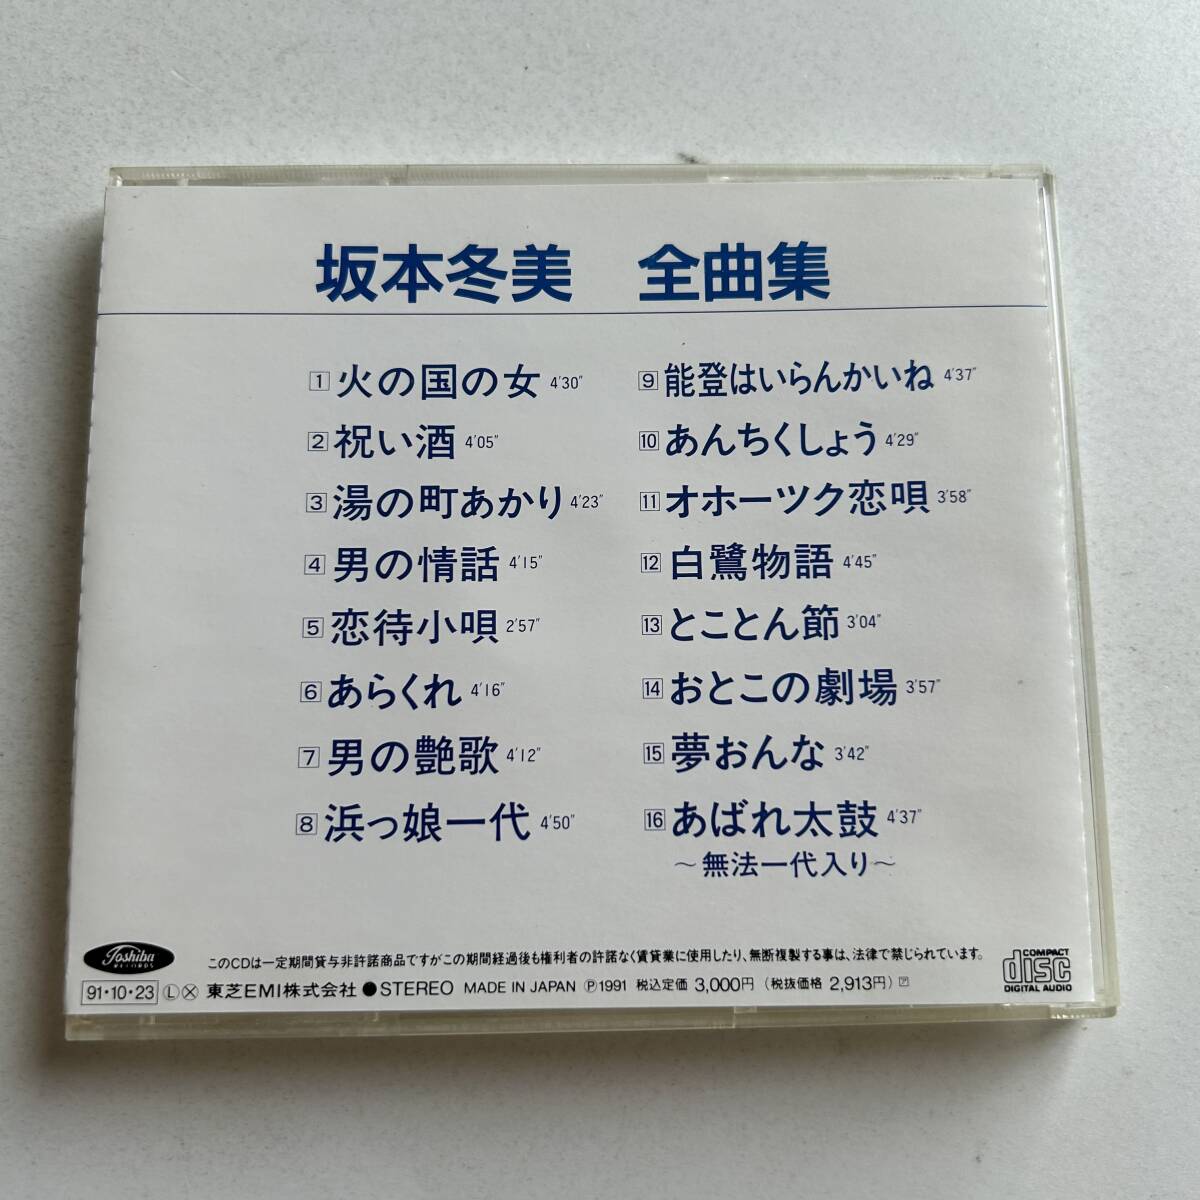 坂本冬美 全曲集
1 火の国の女 4'30"
2 祝い酒 4'05"
3 湯の町あかり 4'23"
4 男の情話 4'15"
5 恋待小唄 2'57"
6 あらくれ 4'16"
7 男の艶歌 4'12"
8 浜っ娘一代 4'50"
9 能登はいらんかいね 4'37"
10 あんちくしょう 4'29"
11 オホーツク恋唄 3'58"
12 白鷺物語 4'45"
13 とことん節 3'04"
14 おとこの劇場 3'57"
15 夢おんな 3'42"
16 あばれ太鼓 4'37"
～無法一代入り～
Toshiba
RECORDS
このCDは一定期間貸与非許諾商品ですがこの期間経過後も権利者の許諾なく賃貸業に使用したり、無断複製する事は、法律で禁じられています。
91・10・23 Ⓛ Ⓧ 東芝EMI株式会社 ●STEREO MADE IN JAPAN Ⓟ1991 税込定価 3,000円（税抜価格 2,913円）
COMPACT
disc
DIGITAL AUDIO